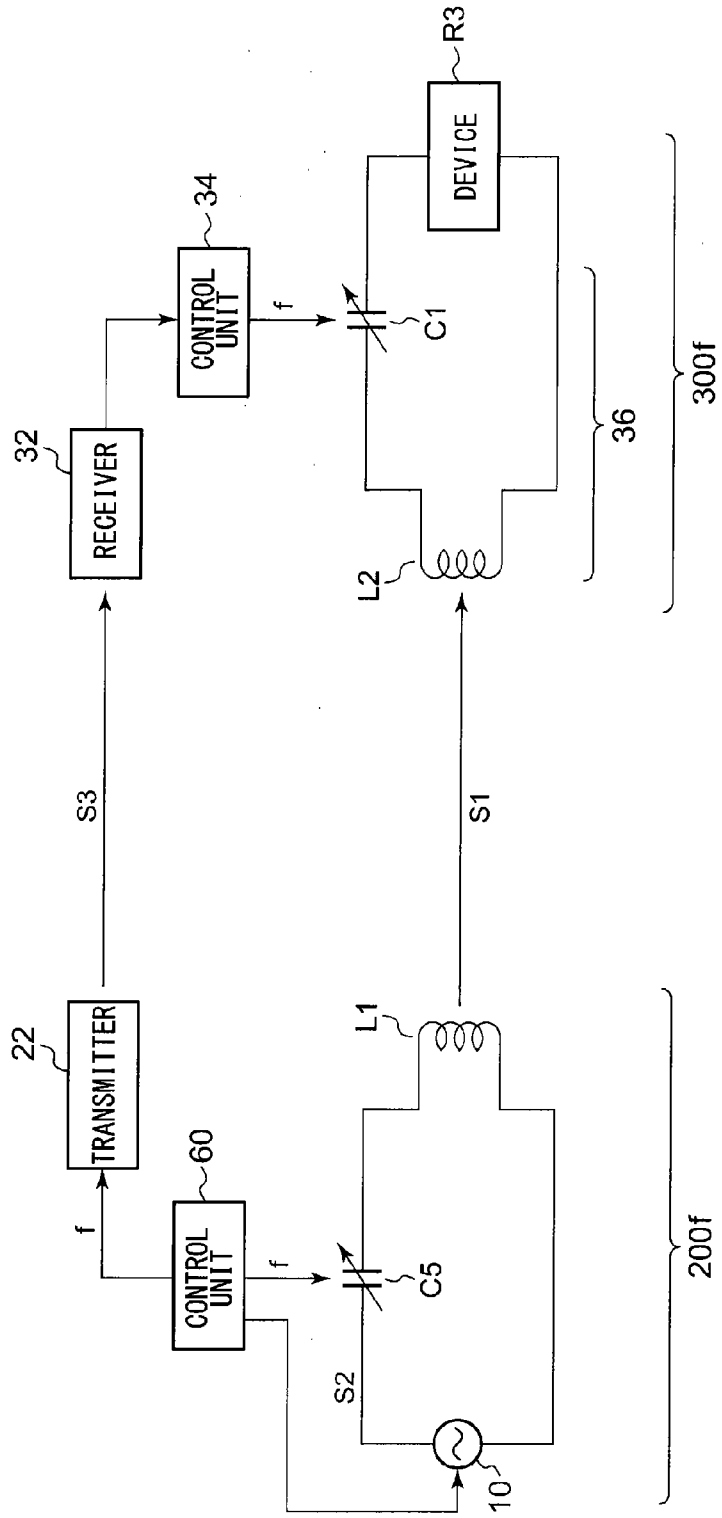 S3
22
TRANSMITTER
f
60
CONTROL
UNIT
f
S2
C5
10
L1
200f
S1
32
RECEIVER
34
CONTROL
UNIT
f
C1
L2
R3
DEVICE
36
300f